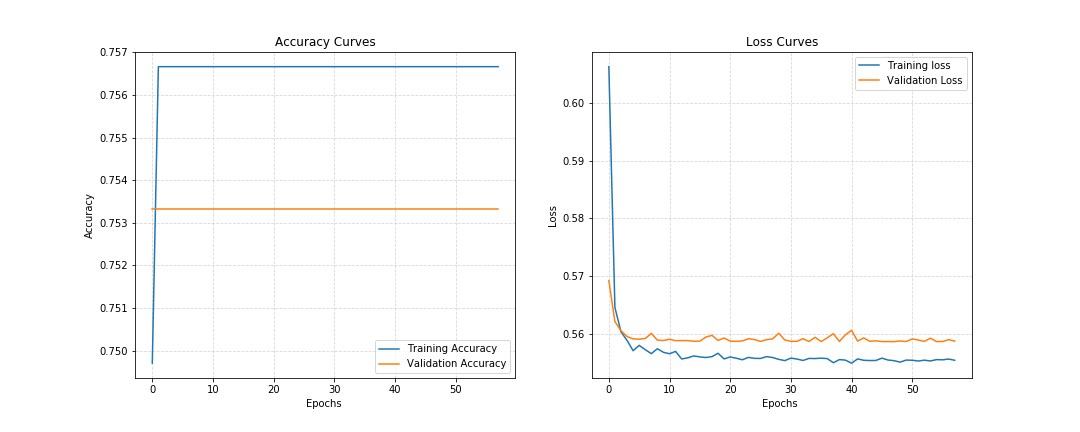 Accuracy Curves
0.757
0.756
0.755
0.754
0.753
0.752
0.751
0.750
Accuracy
0
10
20
30
40
50
Epochs
Training Accuracy
Validation Accuracy
Loss Curves
0.60
0.59
0.58
0.57
0.56
Loss
0
10
20
30
40
50
Epochs
Training loss
Validation Loss